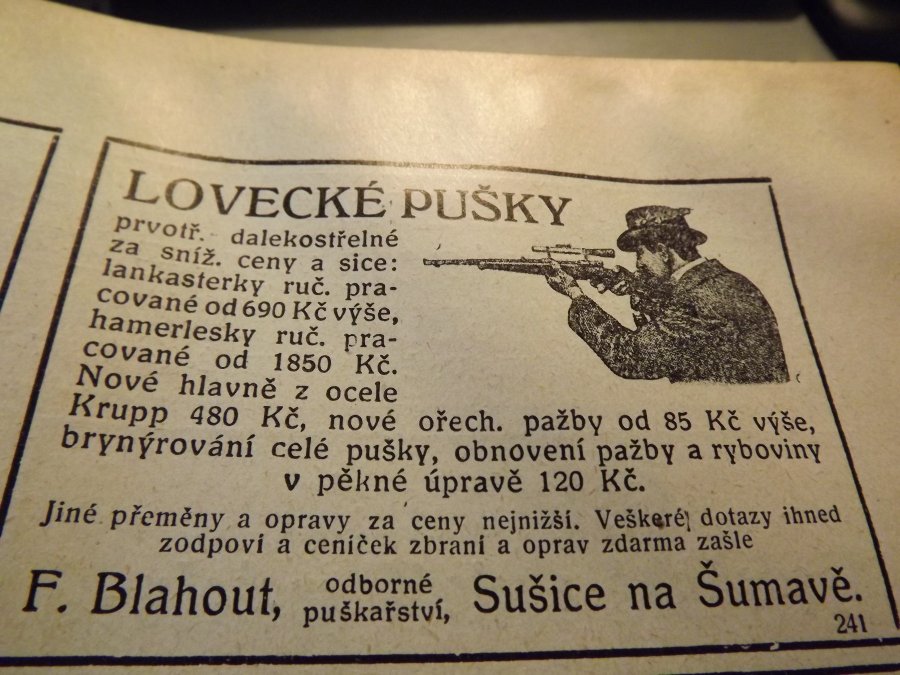 LOVECKÉ PUŠKY
prvotř. dalekostřelné
za sníž. ceny a sice:
lankasterky ruč. pra-
cované od 690 Kč výše,
hamerlesky ruč. pra-
cované od 1850 Kč.
Nové hlavně z ocele
Krupp 480 Kč, nové ořech. pažby od 85 Kč výše,
brynýrování celé pušky, obnovení pažby a ryboviny
v pěkné úpravě 120 Kč.
Jiné přeměny a opravy za ceny nejnižší. Veškeré dotazy ihned
zodpoví a ceníček zbraní a oprav zdarma zašle
F. Blahout, odborné puškařství, Sušice na Šumavě.
241